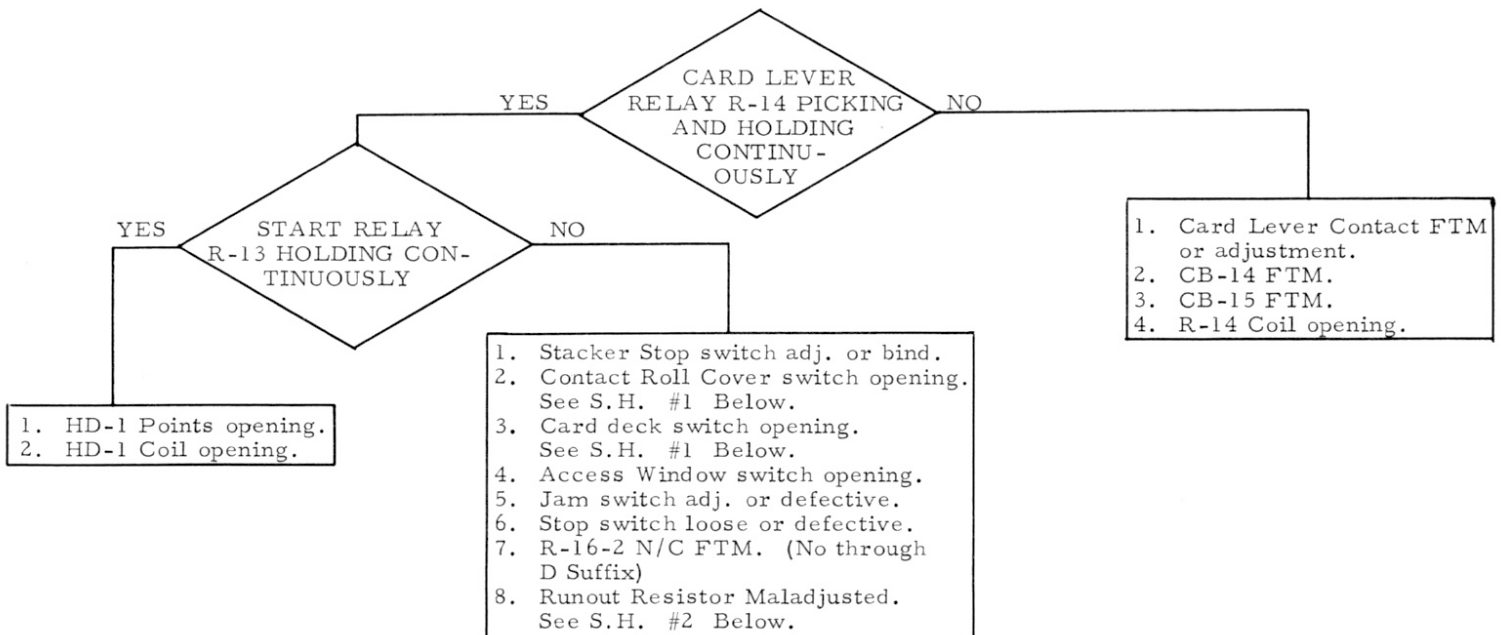 CARD LEVER
RELAY R-14 PICKING
AND HOLDING
CONTINU-
OUSLY
YES
NO
START RELAY
R-13 HOLDING CON-
TINUOUSLY
YES
NO
1. HD-1 Points opening.
2. HD-1 Coil opening.
1. Stacker Stop switch adj. or bind.
2. Contact Roll Cover switch opening.
See S.H. #1 Below.
3. Card deck switch opening.
See S.H. #1 Below.
4. Access Window switch opening.
5. Jam switch adj. or defective.
6. Stop switch loose or defective.
7. R-16-2 N/C FTM. (No through
D Suffix)
8. Runout Resistor Maladjusted.
See S.H. #2 Below.
1. Card Lever Contact FTM
or adjustment.
2. CB-14 FTM.
3. CB-15 FTM.
4. R-14 Coil opening.